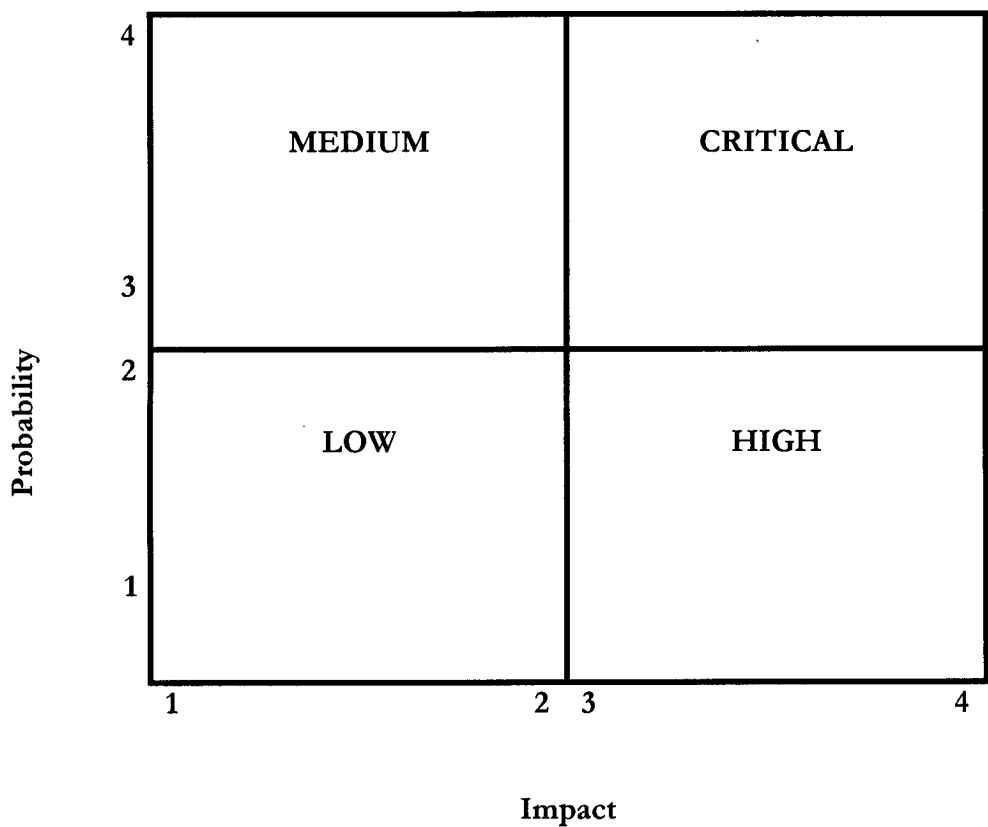 4
MEDIUM
CRITICAL
3
Probability
2
LOW
HIGH
1
1
2
3
4
Impact